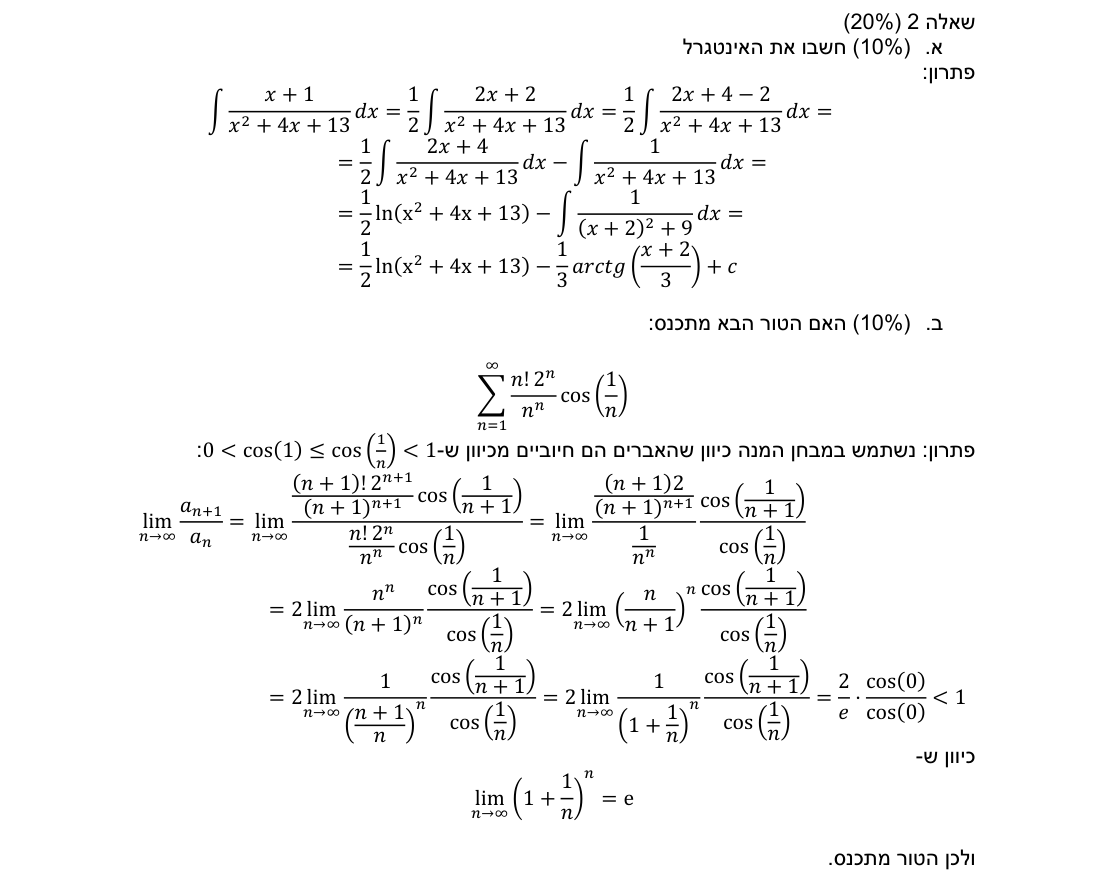 שאלה 2 (20%)
א. (10%) חשבו את האינטגרל
פתרון:
∫ (x + 1)/(x² + 4x + 13) dx = 1/2 ∫ (2x + 2)/(x² + 4x + 13) dx = 1/2 ∫ (2x + 4 − 2)/(x² + 4x + 13) dx =
= 1/2 ∫ (2x + 4)/(x² + 4x + 13) dx − ∫ 1/(x² + 4x + 13) dx =
= 1/2 ln(x² + 4x + 13) − ∫ 1/((x + 2)² + 9) dx =
= 1/2 ln(x² + 4x + 13) − 1/3 arctg((x + 2)/3) + c
ב. (10%) האם הטור הבא מתכנס:
∑_{n=1}^{∞} (n! 2ⁿ)/(nⁿ) cos(1/n)
פתרון: נשתמש במבחן המנה כיוון שהאברים הם חיוביים מכיוון ש-0 < cos(1) ≤ cos(1/n) < 1:
lim_{n→∞} a_{n+1}/a_n = lim_{n→∞} [((n + 1)! 2^{n+1})/((n + 1)^{n+1}) cos(1/(n + 1))]/[(n! 2ⁿ)/(nⁿ) cos(1/n)] = lim_{n→∞} [((n + 1)2)/((n + 1)^{n+1})]/[1/nⁿ] cos(1/(n + 1))/cos(1/n)
= 2 lim_{n→∞} nⁿ/(n + 1)ⁿ cos(1/(n + 1))/cos(1/n) = 2 lim_{n→∞} (n/(n + 1))ⁿ cos(1/(n + 1))/cos(1/n)
= 2 lim_{n→∞} 1/((n + 1)/n)ⁿ cos(1/(n + 1))/cos(1/n) = 2 lim_{n→∞} 1/(1 + 1/n)ⁿ cos(1/(n + 1))/cos(1/n) = 2/e · cos(0)/cos(0) < 1
כיוון ש-
lim_{n→∞} (1 + 1/n)ⁿ = e
ולכן הטור מתכנס.